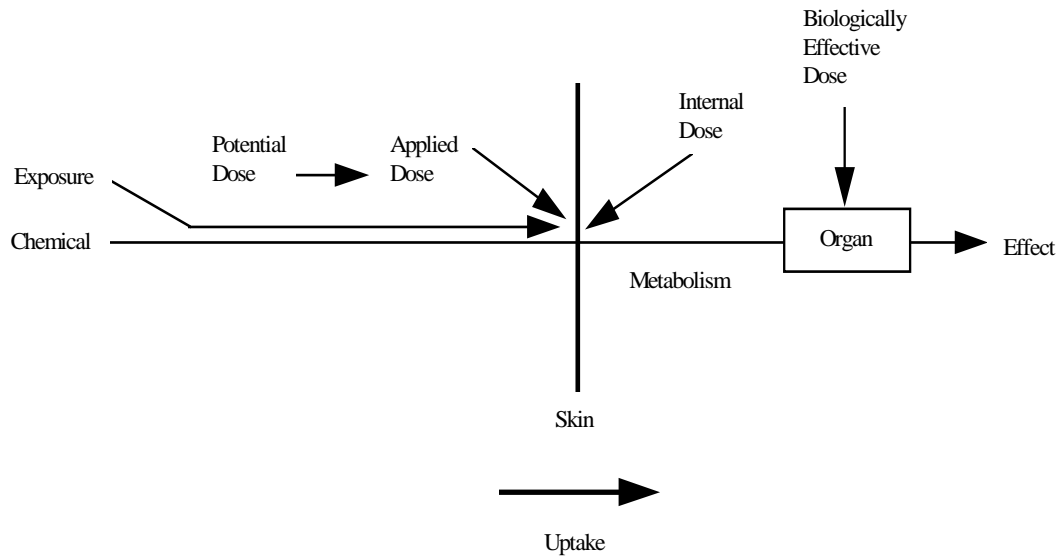 Biologically
Effective
Dose
Internal
Dose
Potential
Dose
Applied
Dose
Exposure
Chemical
Organ
Effect
Metabolism
Skin
Uptake